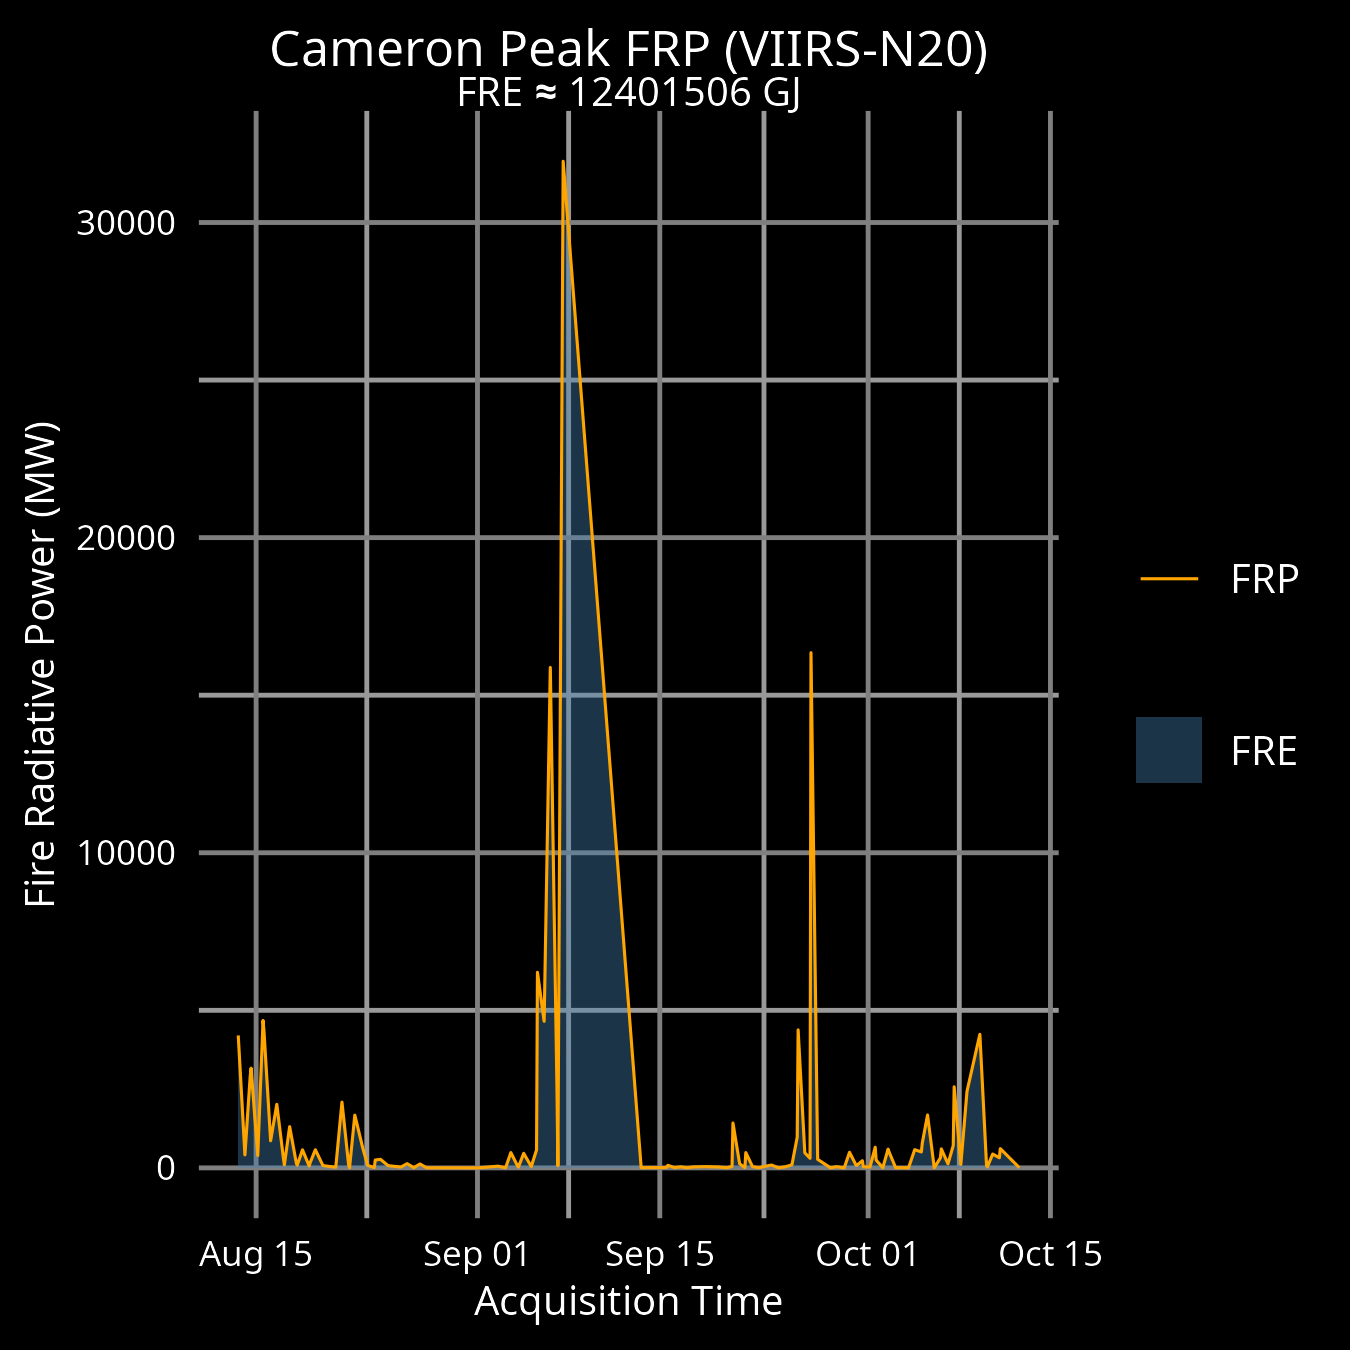 Cameron Peak FRP (VIIRS-N20)
FRE ≈ 12401506 GJ
Fire Radiative Power (MW)
30000
20000
10000
0
Aug 15 Sep 01 Sep 15 Oct 01 Oct 15
Acquisition Time
FRP
FRE